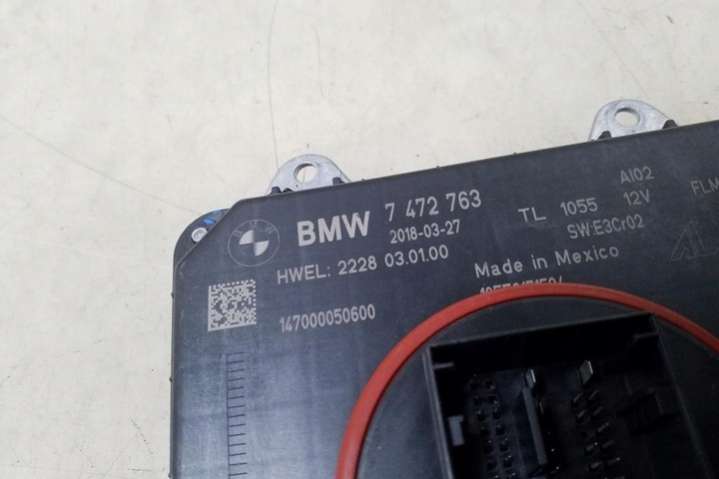 BMW 7 472 763
2018-03-27
HWEL: 2228 03.01.00
147000050600
AI02
TL 1055 12V
SW:E3Cr02
Made in Mexico
FLM